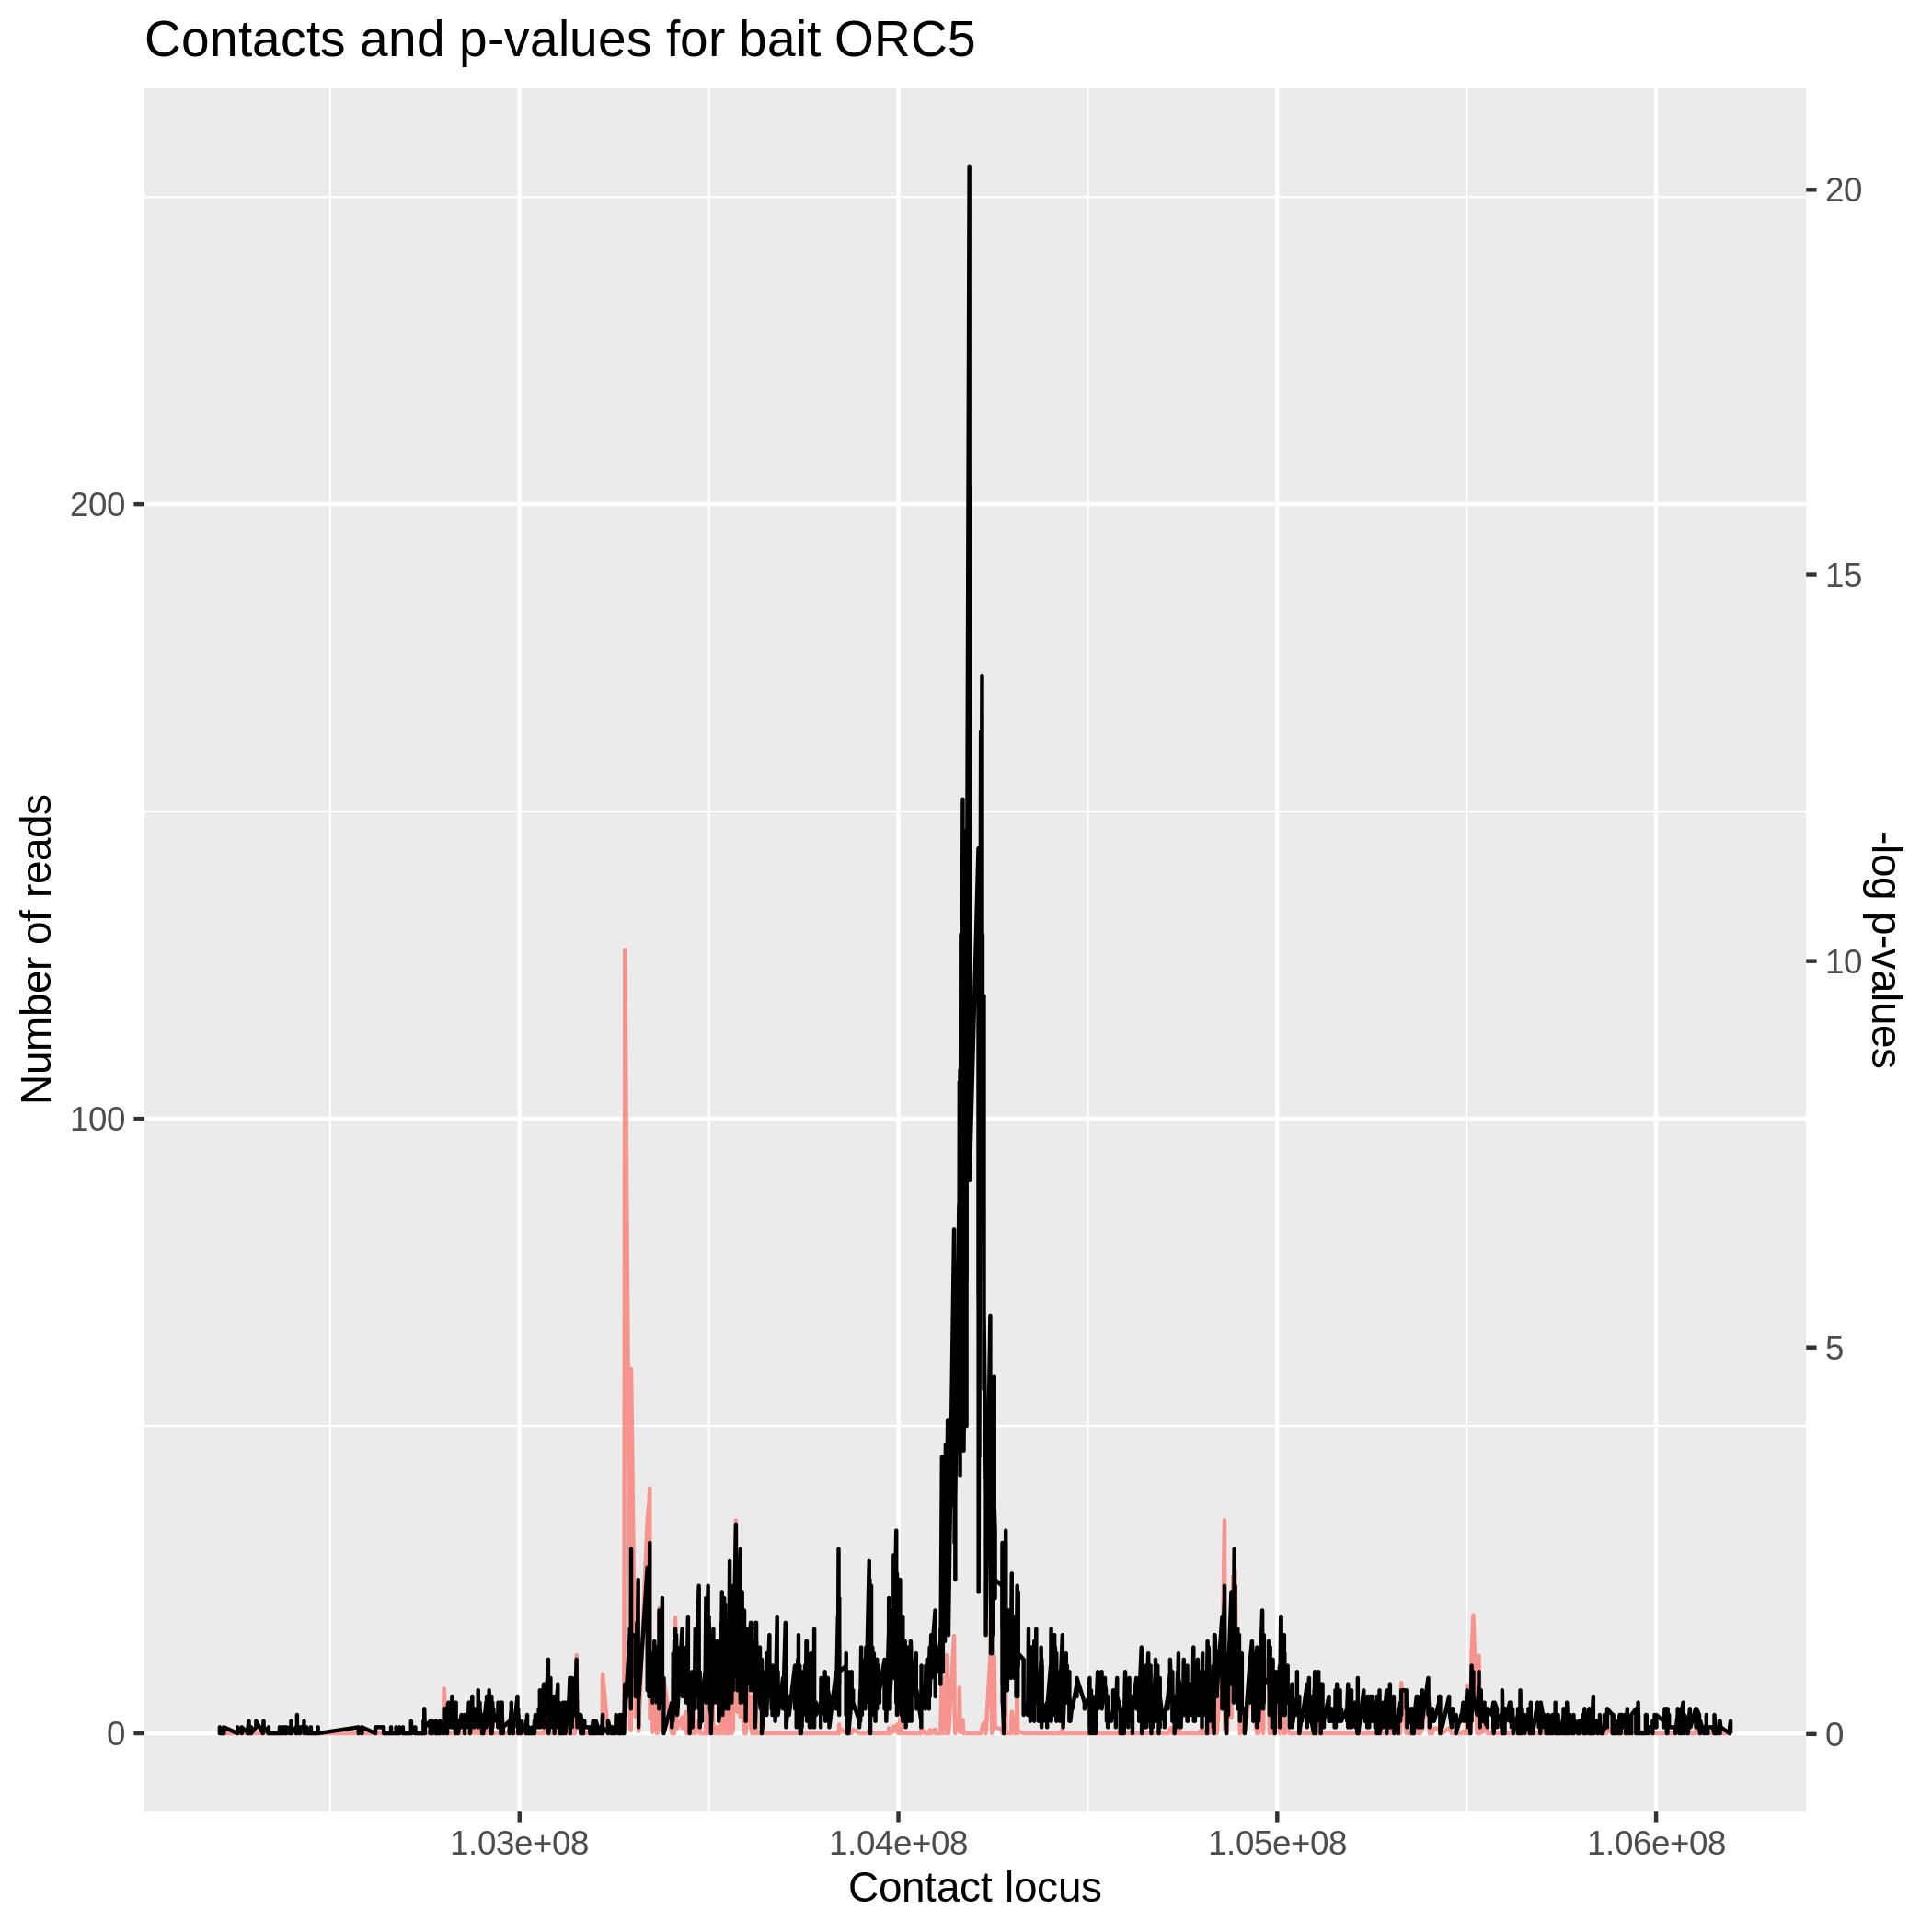 Contacts and p-values for bait ORC5
Number of reads
200
100
0
20
15
10
5
0
-log p-values
1.03e+08 1.04e+08 1.05e+08 1.06e+08
Contact locus